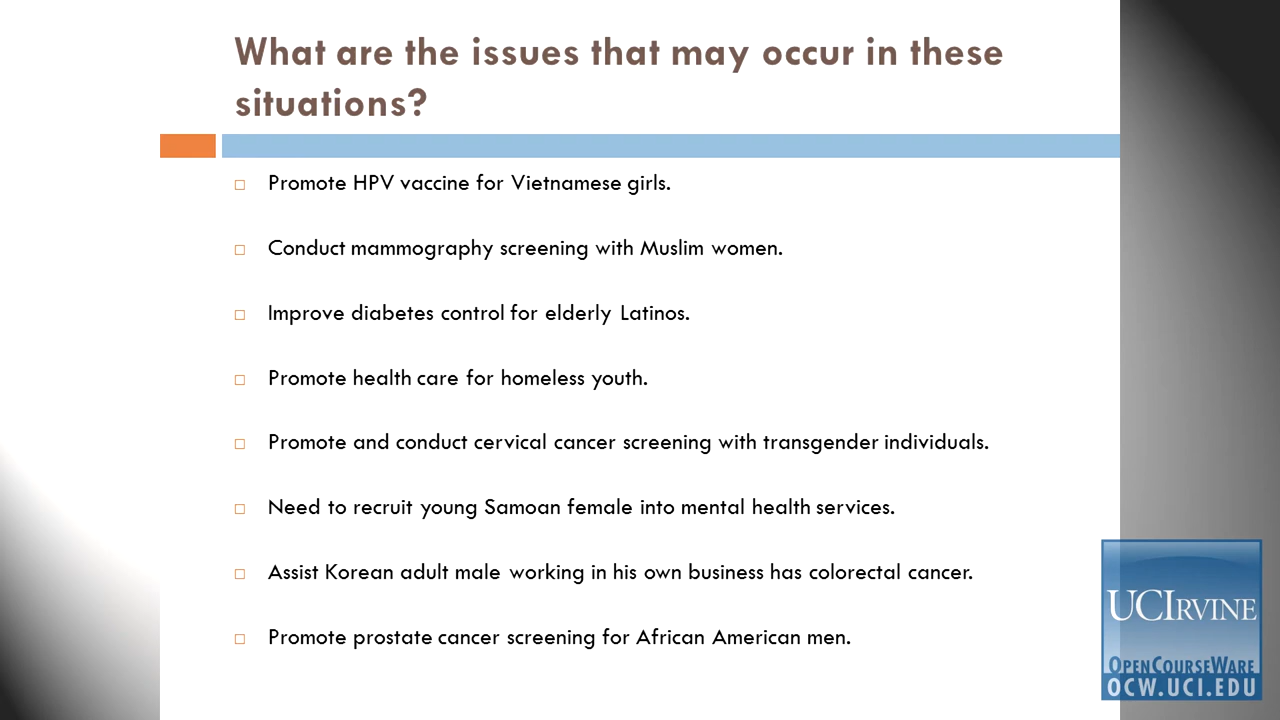 What are the issues that may occur in these
situations?
Promote HPV vaccine for Vietnamese girls.
Conduct mammography screening with Muslim women.
Improve diabetes control for elderly Latinos.
Promote health care for homeless youth.
Promote and conduct cervical cancer screening with transgender individuals.
Need to recruit young Samoan female into mental health services.
Assist Korean adult male working in his own business has colorectal cancer.
Promote prostate cancer screening for African American men.
UCIRVINE
OPENCOURSEWARE
OCW.UCI.EDU